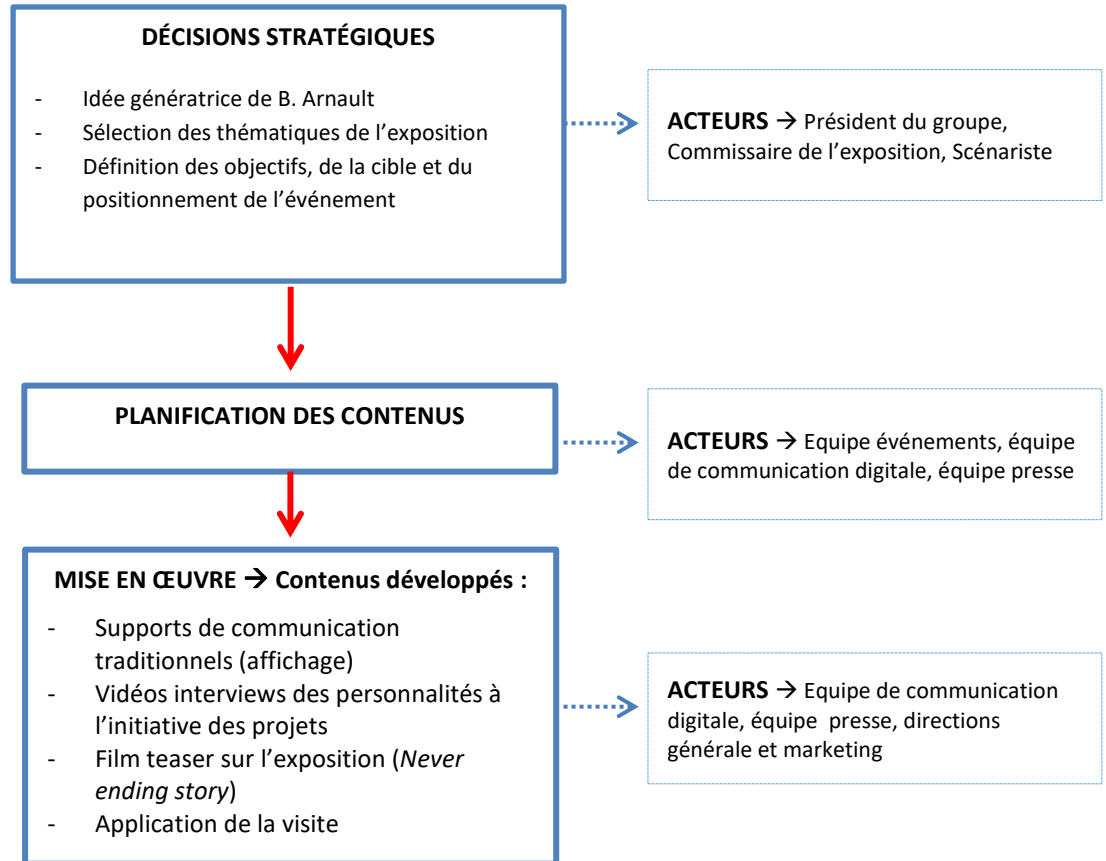 DÉCISIONS STRATÉGIQUES
- Idée génératrice de B. Arnault
- Sélection des thématiques de l'exposition
- Définition des objectifs, de la cible et du
positionnement de l'événement
ACTEURS → Président du groupe,
Commissaire de l'exposition, Scénariste
PLANIFICATION DES CONTENUS
ACTEURS → Equipe événements, équipe
de communication digitale, équipe presse
MISE EN ŒUVRE → Contenus développés :
- Supports de communication
traditionnels (affichage)
- Vidéos interviews des personnalités à
l'initiative des projets
- Film teaser sur l'exposition (Never
ending story)
- Application de la visite
ACTEURS → Equipe de communication
digitale, équipe presse, directions
générale et marketing